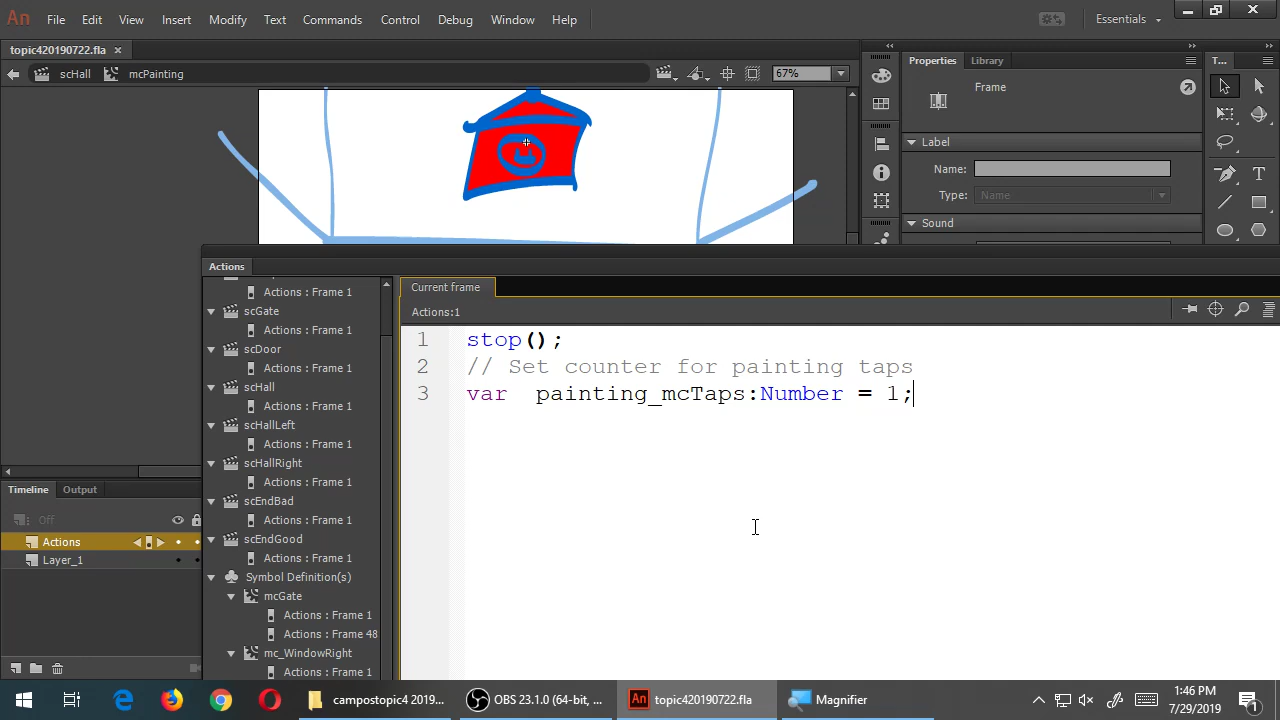 An File Edit View Insert Modify Text Commands Control Debug Window Help Essentials
topic420190722.fla ×
scHall mcPainting 67%
Properties Library T...
Frame
Label
Name:
Type: Name
Sound
Actions
Current frame
Actions:1
Actions : Frame 1
scGate
Actions : Frame 1
scDoor
Actions : Frame 1
scHall
Actions : Frame 1
scHallLeft
Actions : Frame 1
scHallRight
Actions : Frame 1
scEndBad
Actions : Frame 1
scEndGood
Actions : Frame 1
Symbol Definition(s)
mcGate
Actions : Frame 1
Actions : Frame 48
mc_WindowRight
Actions : Frame 1
1 stop();
2 // Set counter for painting taps
3 var painting_mcTaps:Number = 1;
Timeline Output
Off
Actions
Layer_1
campostopic4 2019... OBS 23.1.0 (64-bit, ... An topic420190722.fla Magnifier
1:46 PM
7/29/2019
1